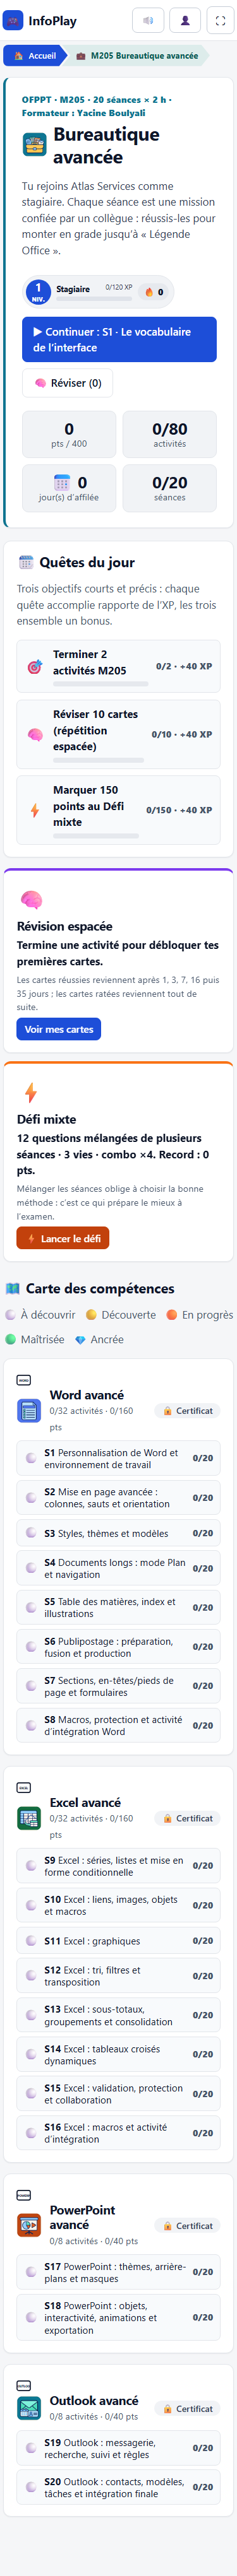 InfoPlay
Accueil
M205 Bureautique avancée
OFPPT · M205 · 20 séances × 2 h ·
Formateur : Yacine Boulyali
Bureautique
avancée
Tu rejoins Atlas Services comme
stagiaire. Chaque séance est une mission
confiée par un collègue : réussis-les pour
monter en grade jusqu'à « Légende
Office ».
1
NIV.
Stagiaire
0/120 XP
0
▶ Continuer : S1 · Le vocabulaire
de l'interface
Réviser (0)
0
pts / 400
0/80
activités
0
jour(s) d'affilée
0/20
séances
Quêtes du jour
Trois objectifs courts et précis : chaque
quête accomplie rapporte de l'XP, les trois
ensemble un bonus.
Terminer 2
activités M205
0/2 · +40 XP
Réviser 10 cartes
(répétition
espacée)
0/10 · +40 XP
Marquer 150
points au Défi
mixte
0/150 · +40 XP
Révision espacée
Termine une activité pour débloquer tes
premières cartes.
Les cartes réussies reviennent après 1, 3, 7, 16 puis
35 jours ; les cartes ratées reviennent tout de
suite.
Voir mes cartes
Défi mixte
12 questions mélangées de plusieurs
séances · 3 vies · combo ×4. Record : 0
pts.
Mélanger les séances oblige à choisir la bonne
méthode : c'est ce qui prépare le mieux à
l'examen.
Lancer le défi
Carte des compétences
À découvrir
Découverte
En progrès
Maîtrisée
Ancrée
WORD
Word avancé
0/32 activités · 0/160
pts
Certificat
S1 Personnalisation de Word et
environnement de travail
0/20
S2 Mise en page avancée :
colonnes, sauts et orientation
0/20
S3 Styles, thèmes et modèles
0/20
S4 Documents longs : mode Plan
et navigation
0/20
S5 Table des matières, index et
illustrations
0/20
S6 Publipostage : préparation,
fusion et production
0/20
S7 Sections, en-têtes/pieds de
page et formulaires
0/20
S8 Macros, protection et activité
d'intégration Word
0/20
EXCEL
Excel avancé
0/32 activités · 0/160
pts
Certificat
S9 Excel : séries, listes et mise en
forme conditionnelle
0/20
S10 Excel : liens, images, objets
et macros
0/20
S11 Excel : graphiques
0/20
S12 Excel : tri, filtres et
transposition
0/20
S13 Excel : sous-totaux,
groupements et consolidation
0/20
S14 Excel : tableaux croisés
dynamiques
0/20
S15 Excel : validation, protection
et collaboration
0/20
S16 Excel : macros et activité
d'intégration
0/20
PowerPoint
avancé
0/8 activités · 0/40 pts
Certificat
S17 PowerPoint : thèmes, arrière-
plans et masques
0/20
S18 PowerPoint : objets,
interactivité, animations et
exportation
0/20
Outlook avancé
0/8 activités · 0/40 pts
Certificat
S19 Outlook : messagerie,
recherche, suivi et règles
0/20
S20 Outlook : contacts, modèles,
tâches et intégration finale
0/20